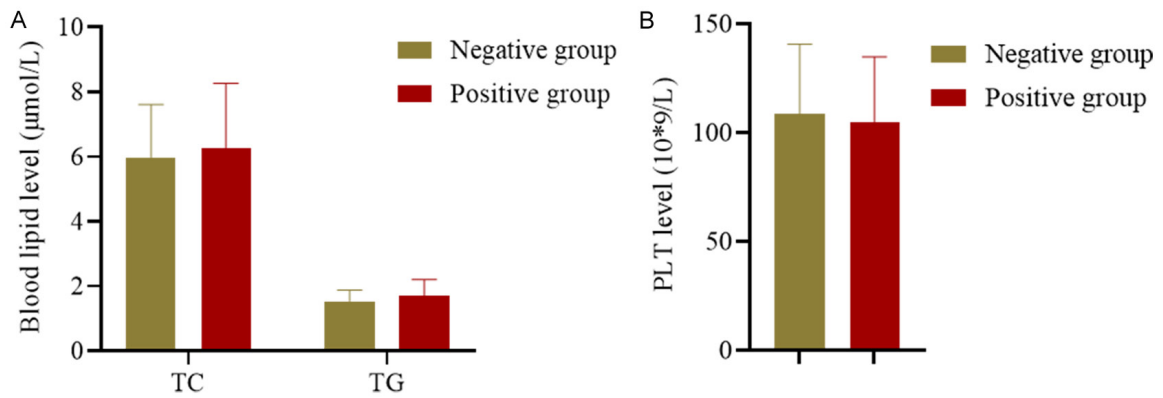 A
Blood lipid level (μmol/L)
10
8
6
4
2
0
TC
TG
Negative group
Positive group
B
PLT level (10*9/L)
150
100
50
0
Negative group
Positive group